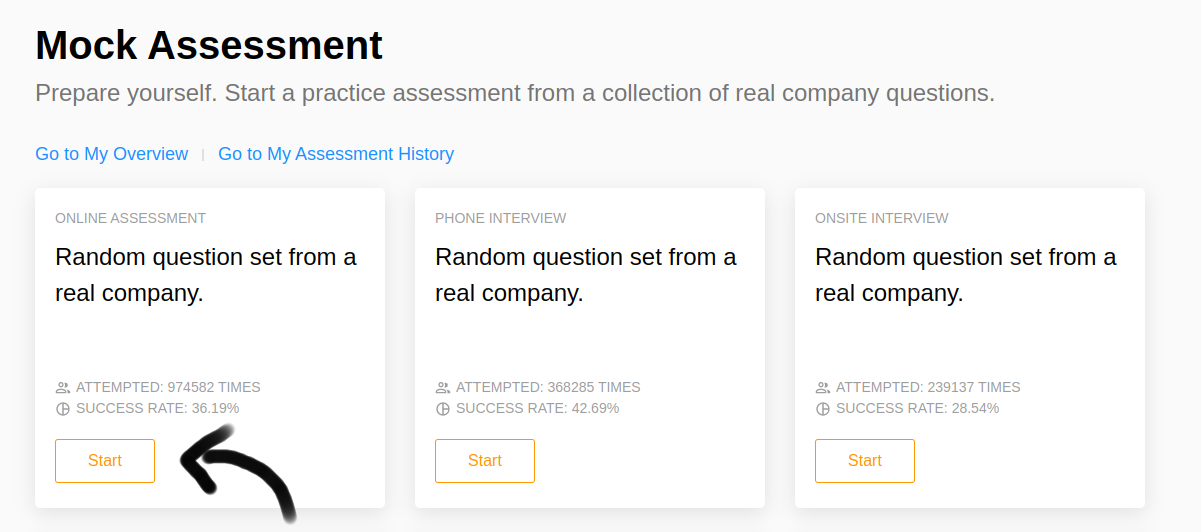 Mock Assessment
Prepare yourself. Start a practice assessment from a collection of real company questions.
Go to My Overview | Go to My Assessment History
ONLINE ASSESSMENT
Random question set from a
real company.
ATTEMPTED: 974582 TIMES
SUCCESS RATE: 36.19%
Start
PHONE INTERVIEW
Random question set from a
real company.
ATTEMPTED: 368285 TIMES
SUCCESS RATE: 42.69%
Start
ONSITE INTERVIEW
Random question set from a
real company.
ATTEMPTED: 239137 TIMES
SUCCESS RATE: 28.54%
Start